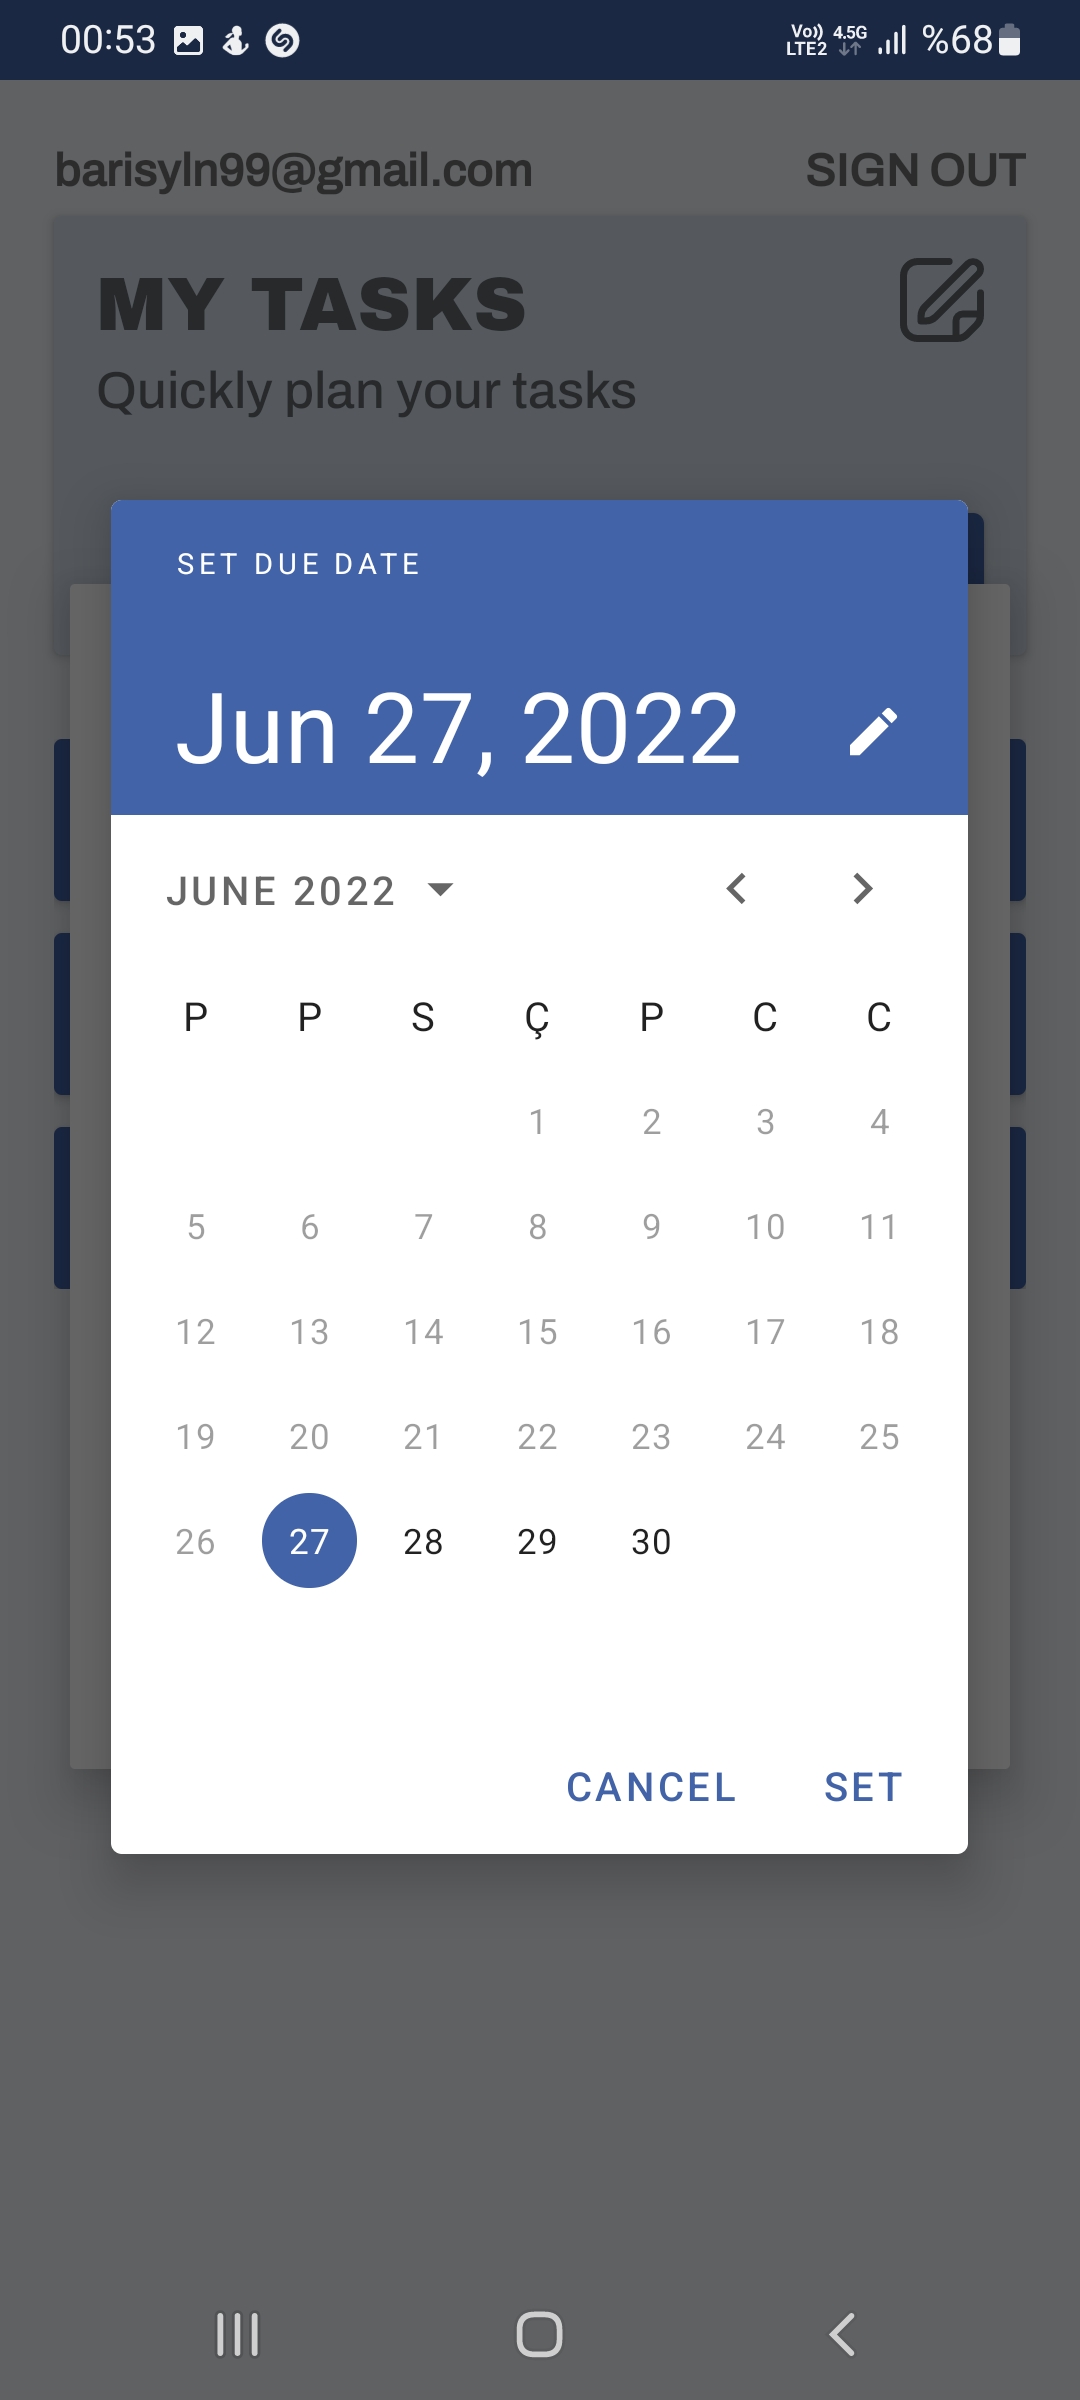 00:53 Vo)) LTE2 4.5G %68
barisyln99@gmail.com SIGN OUT
MY TASKS
Quickly plan your tasks
SET DUE DATE
Jun 27, 2022
JUNE 2022
P P S Ç P C C
1 2 3 4
5 6 7 8 9 10 11
12 13 14 15 16 17 18
19 20 21 22 23 24 25
26 27 28 29 30
CANCEL SET